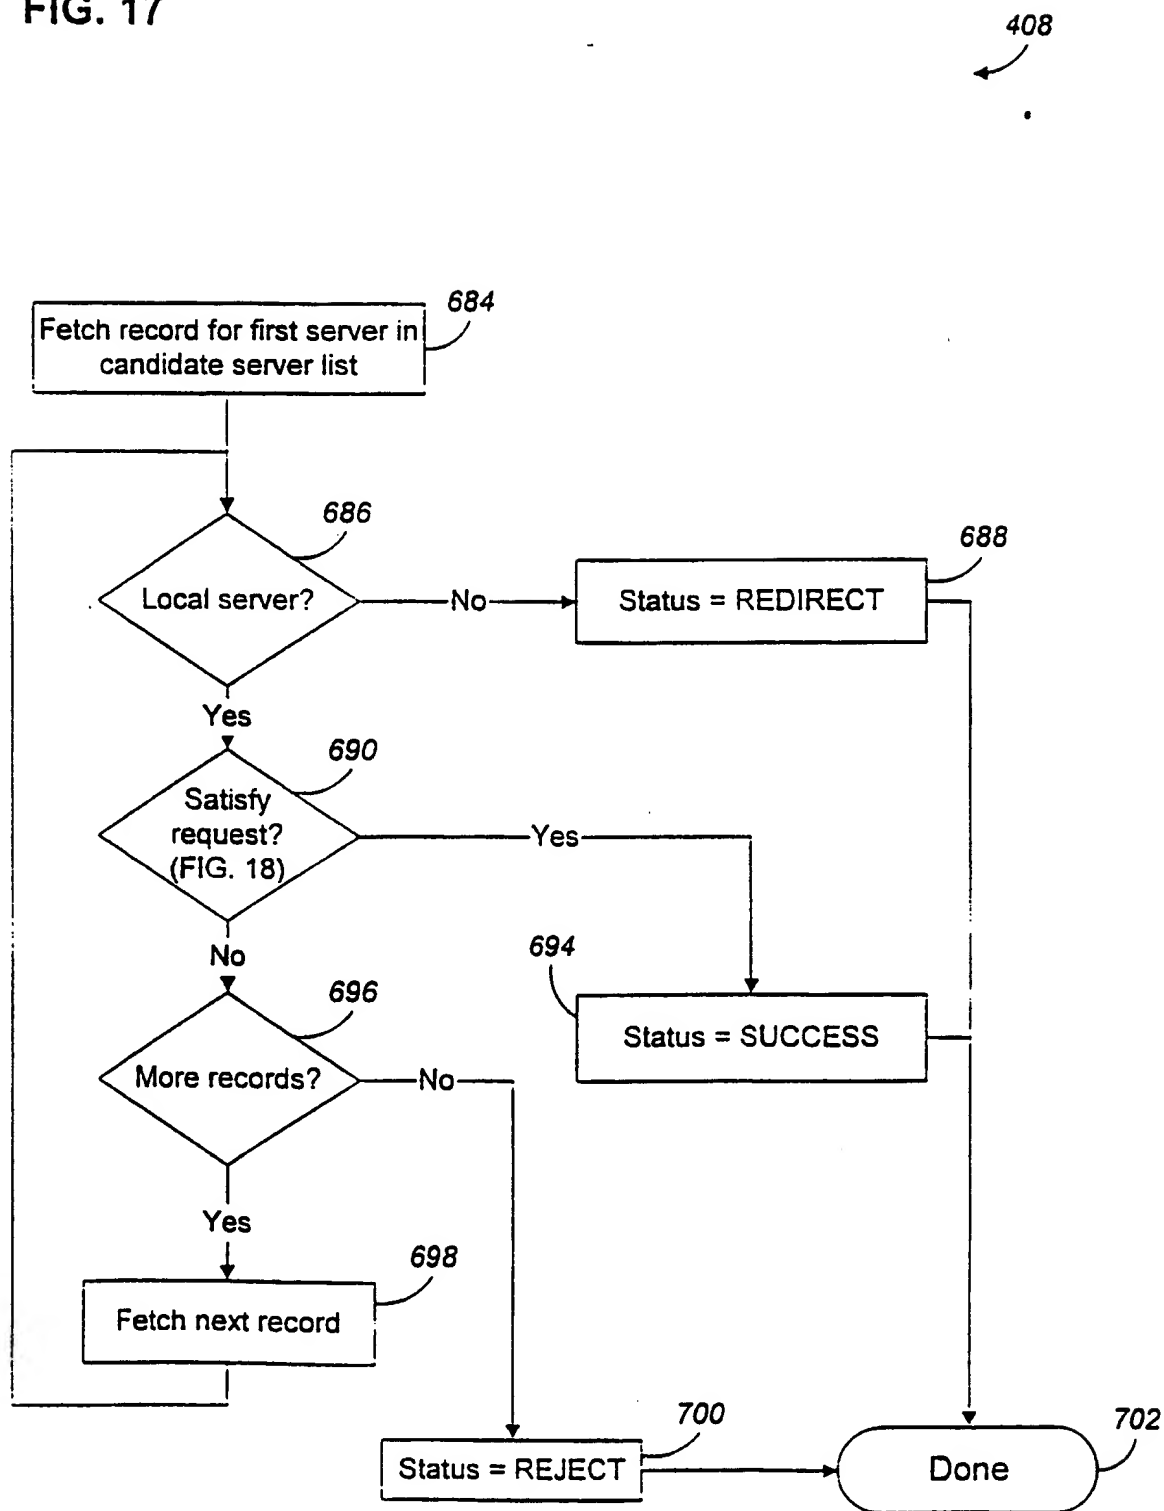 FIG. 17
408
684
Fetch record for first server in
candidate server list
686
Local server?
No
688
Status = REDIRECT
Yes
690
Satisfy
request?
(FIG. 18)
Yes
No
694
Status = SUCCESS
696
More records?
No
Yes
698
Fetch next record
700
Status = REJECT
702
Done